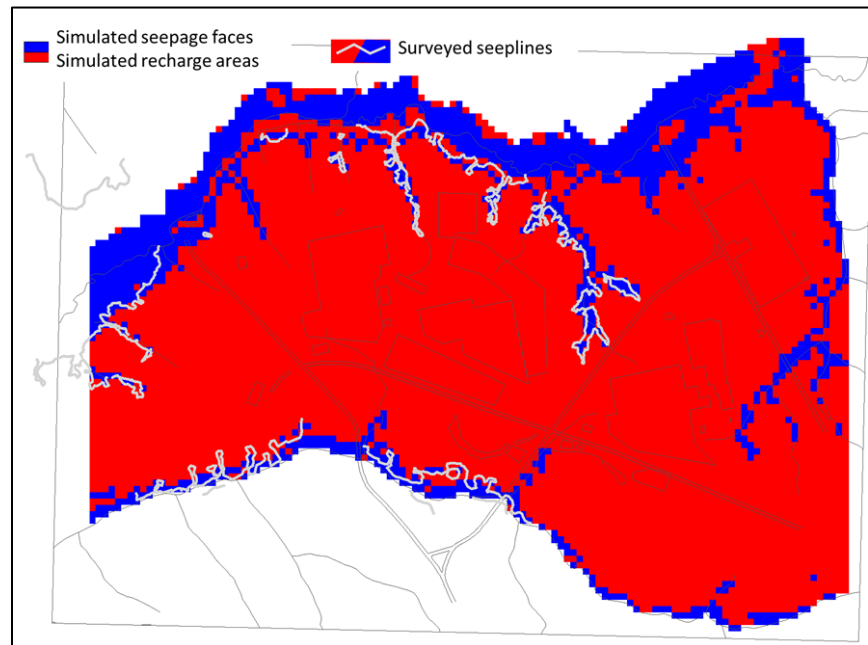 Simulated seepage faces
Simulated recharge areas
Surveyed seeplines